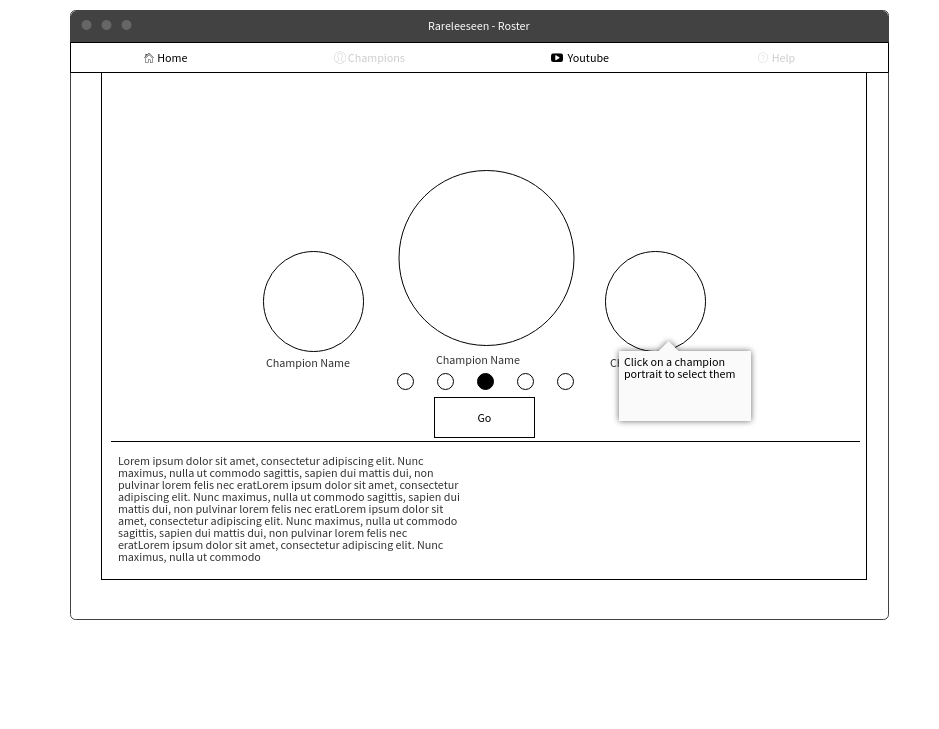 Rareleeseen - Roster
Home
Champions
Youtube
Help
Champion Name
Champion Name
Click on a champion
portrait to select them
Go
Lorem ipsum dolor sit amet, consectetur adipiscing elit. Nunc
maximus, nulla ut commodo sagittis, sapien dui mattis dui, non
pulvinar lorem felis nec eratLorem ipsum dolor sit amet, consectetur
adipiscing elit. Nunc maximus, nulla ut commodo sagittis, sapien dui
mattis dui, non pulvinar lorem felis nec eratLorem ipsum dolor sit
amet, consectetur adipiscing elit. Nunc maximus, nulla ut commodo
sagittis, sapien dui mattis dui, non pulvinar lorem felis nec
eratLorem ipsum dolor sit amet, consectetur adipiscing elit. Nunc
maximus, nulla ut commodo